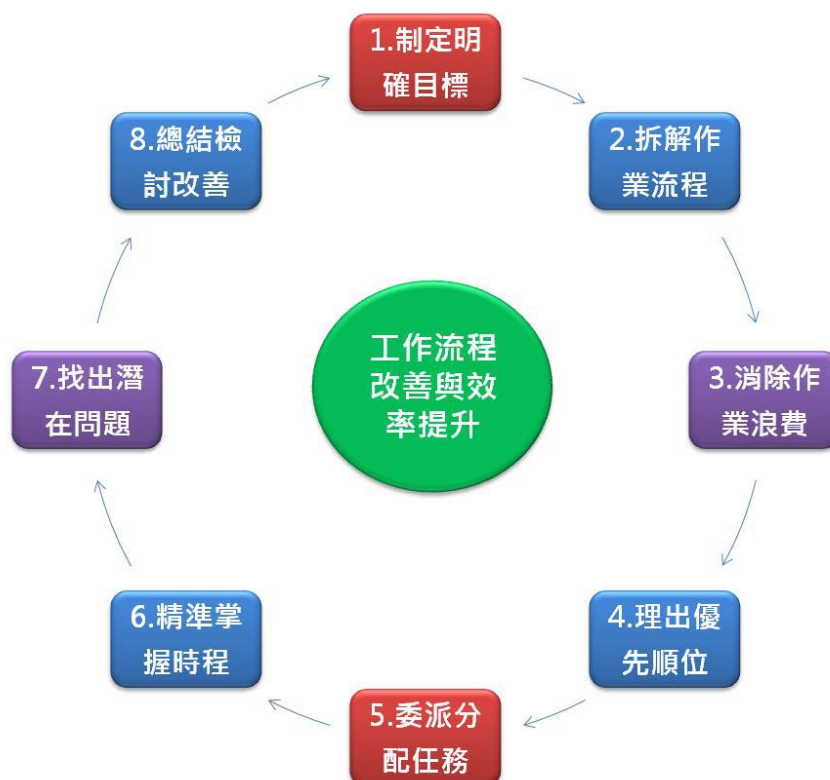 1.制定明
確目標
2.拆解作
業流程
3.消除作
業浪費
4.理出優
先順位
5.委派分
配任務
6.精準掌
握時程
7.找出潛
在問題
8.總結檢
討改善
工作流程
改善與效
率提升